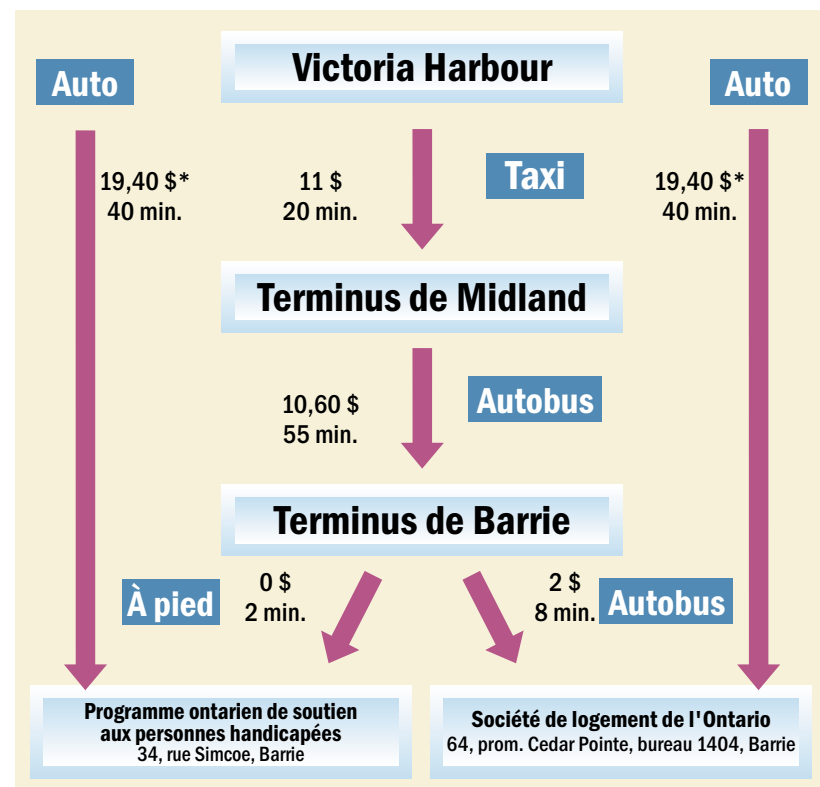 Victoria Harbour
Auto
Auto
19,40 $*
40 min.
11 $
20 min.
Taxi
19,40 $*
40 min.
Terminus de Midland
10,60 $
55 min.
Autobus
Terminus de Barrie
À pied
0 $
2 min.
2 $
8 min.
Autobus
Programme ontarien de soutien
aux personnes handicapées
34, rue Simcoe, Barrie
Société de logement de l'Ontario
64, prom. Cedar Pointe, bureau 1404, Barrie